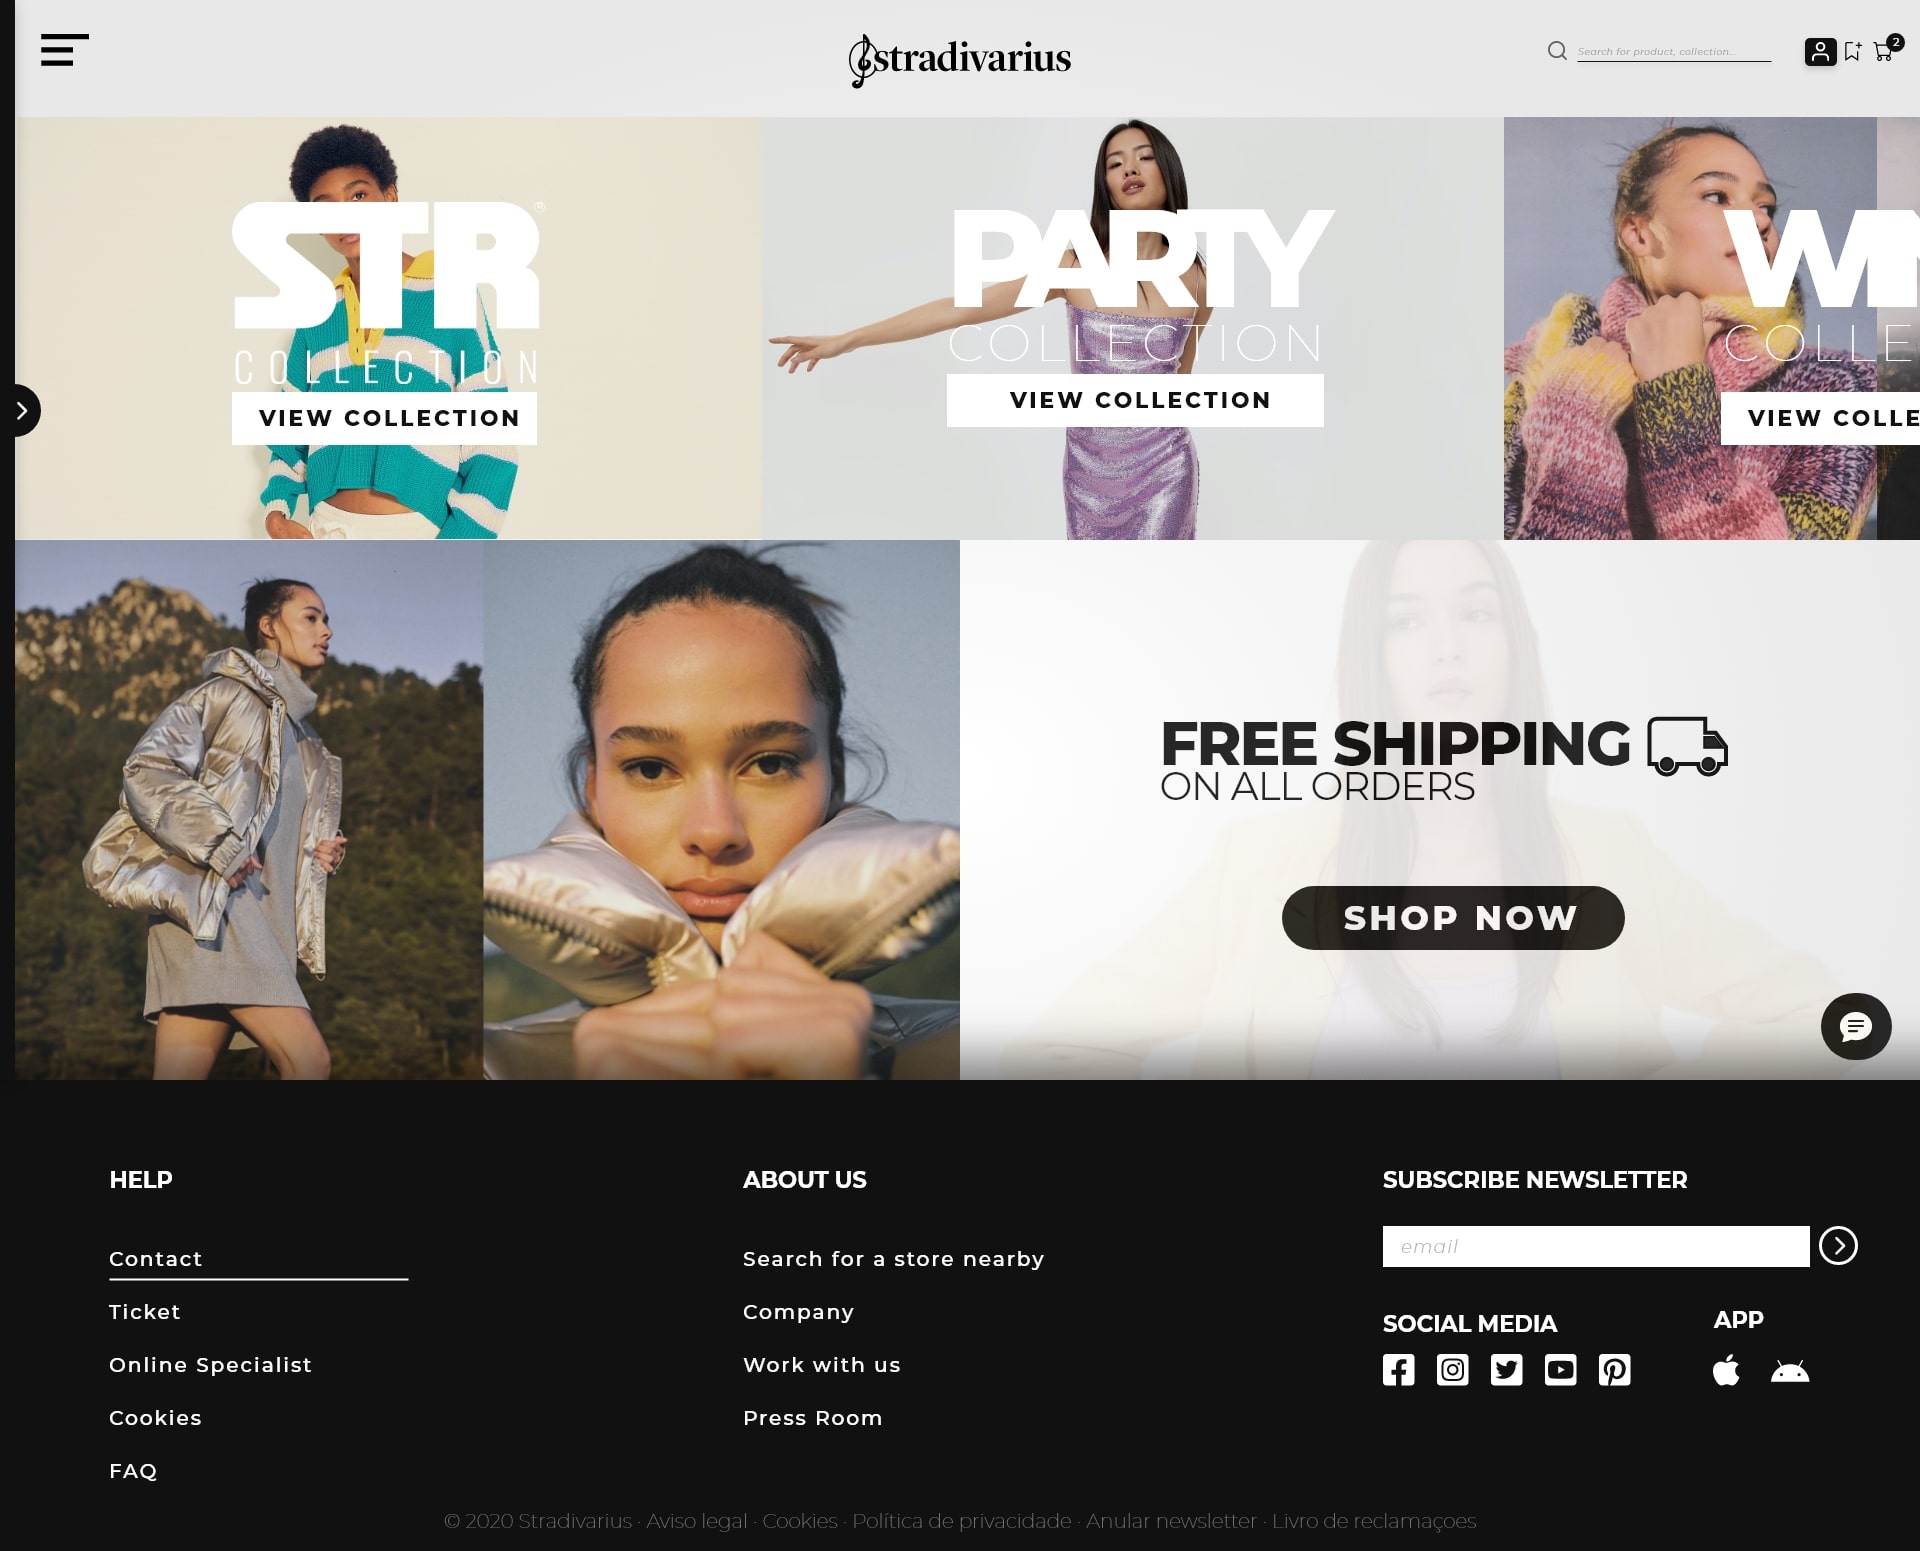 stradivarius
Search for product, collection...
2
STR®
COLLECTION
VIEW COLLECTION
PARTY
COLLECTION
VIEW COLLECTION
WIN
COLLE
VIEW COLLE
FREE SHIPPING
ON ALL ORDERS
SHOP NOW
HELP
Contact
Ticket
Online Specialist
Cookies
FAQ
ABOUT US
Search for a store nearby
Company
Work with us
Press Room
SUBSCRIBE NEWSLETTER
email
SOCIAL MEDIA
APP
© 2020 Stradivarius · Aviso legal · Cookies · Política de privacidade · Anular newsletter · Livro de reclamaçoes